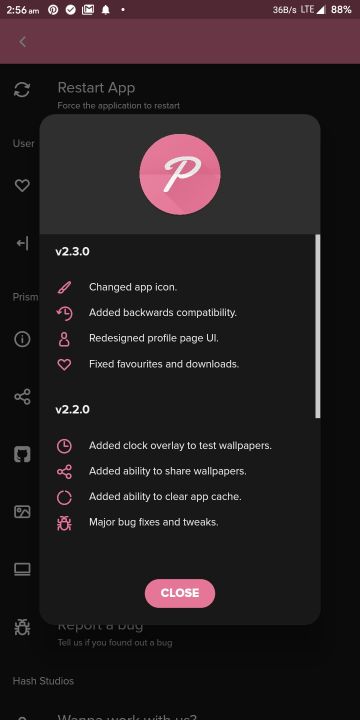 2:56 am
36B/s LTE 88%
Restart App
Force the application to restart
User
P
v2.3.0
Changed app icon.
Added backwards compatibility.
Redesigned profile page UI.
Fixed favourites and downloads.
Prism
v2.2.0
Added clock overlay to test wallpapers.
Added ability to share wallpapers.
Added ability to clear app cache.
Major bug fixes and tweaks.
CLOSE
Report a bug
Tell us if you found out a bug
Hash Studios
Wanna work with us?